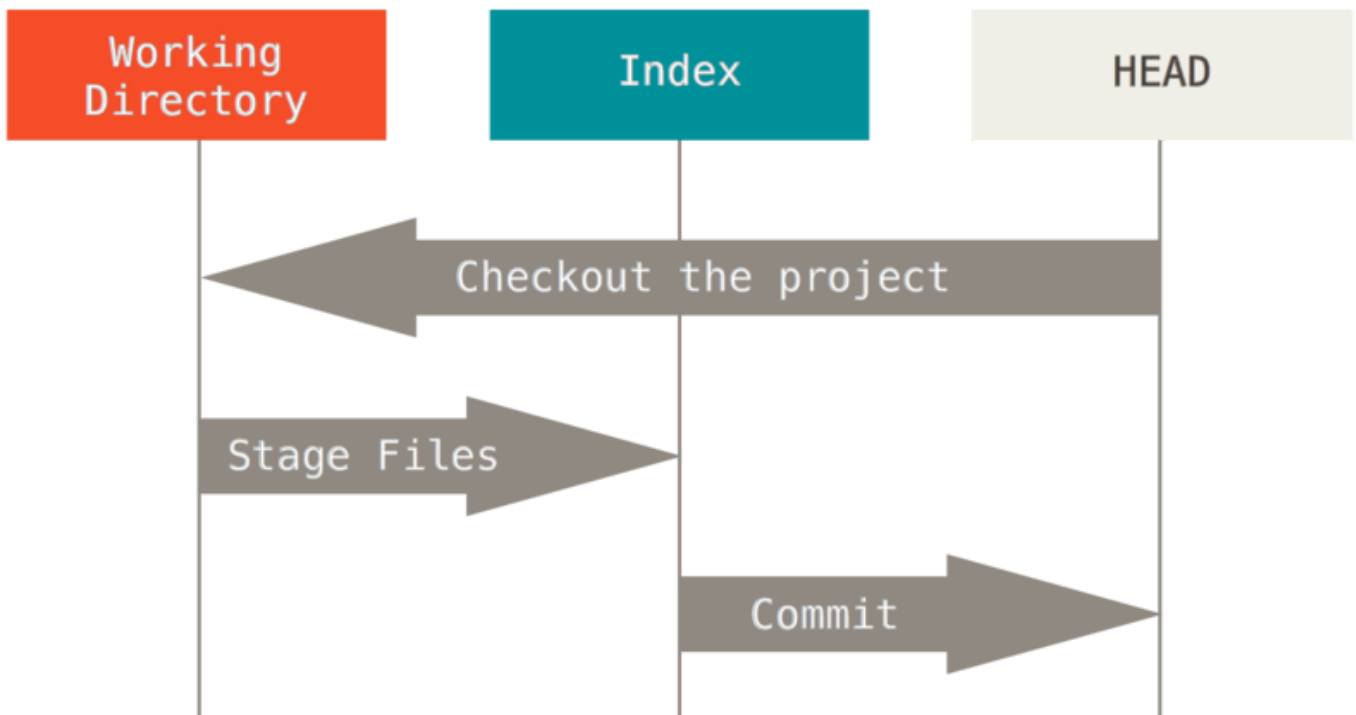 Working
Directory
Index
HEAD
Checkout the project
Stage Files
Commit